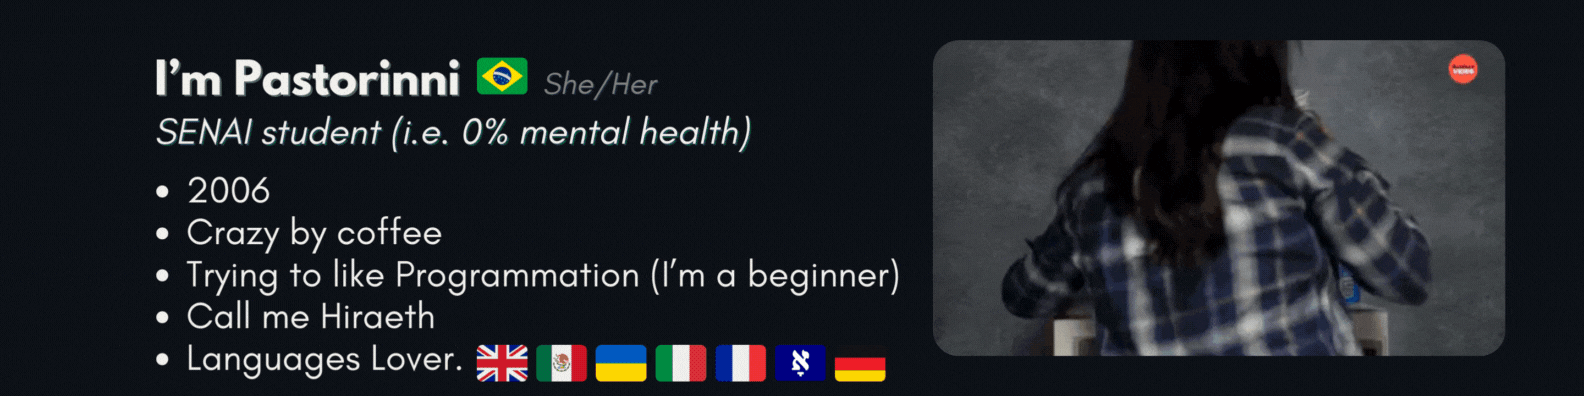 I'm Pastorinni She/Her
SENAI student (i.e. 0% mental health)
• 2006
• Crazy by coffee
• Trying to like Programmation (I'm a beginner)
• Call me Hiraeth
• Languages Lover.